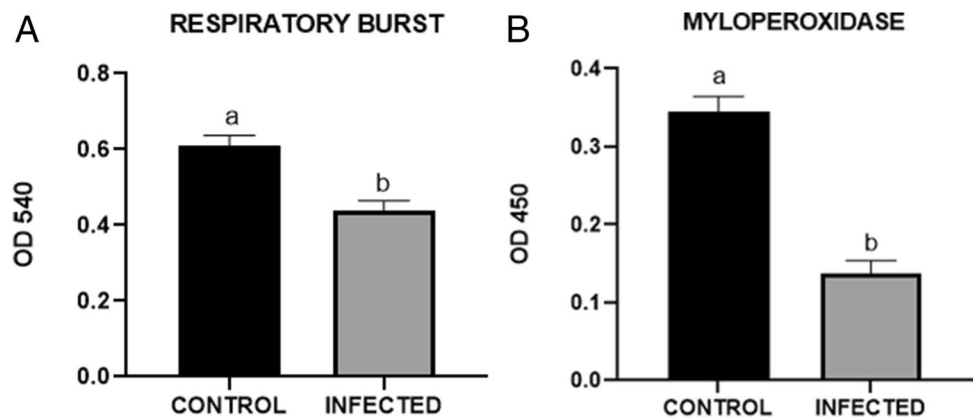 A
RESPIRATORY BURST
OD 540
0.8
0.6
0.4
0.2
0.0
a
b
CONTROL
INFECTED
B
MYLOPEROXIDASE
OD 450
0.4
0.3
0.2
0.1
0.0
a
b
CONTROL
INFECTED